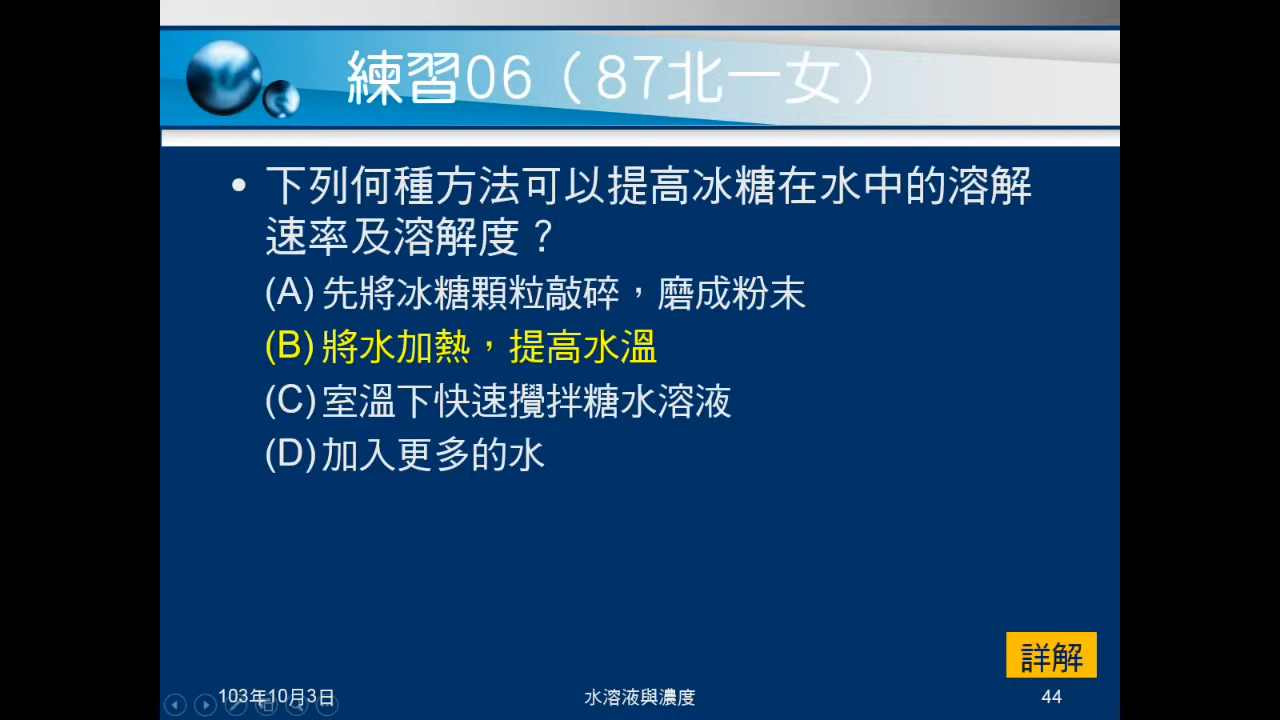 練習06（87北一女）
• 下列何種方法可以提高冰糖在水中的溶解
速率及溶解度？
(A) 先將冰糖顆粒敲碎，磨成粉末
(B) 將水加熱，提高水溫
(C) 室溫下快速攪拌糖水溶液
(D) 加入更多的水
詳解
103年10月3日 水溶液與濃度 44